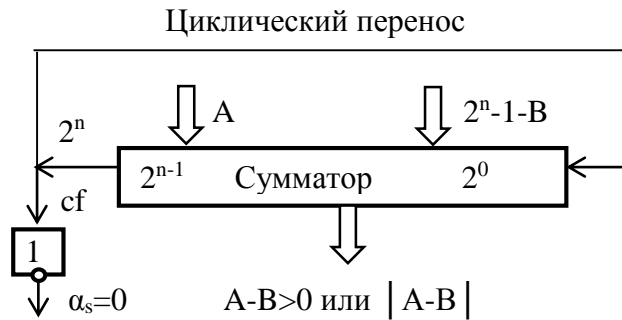 Циклический перенос
A
2ⁿ-1-B
2ⁿ
2ⁿ⁻¹ Сумматор 2⁰
cf
1
αₛ=0
A-B>0 или |A-B|